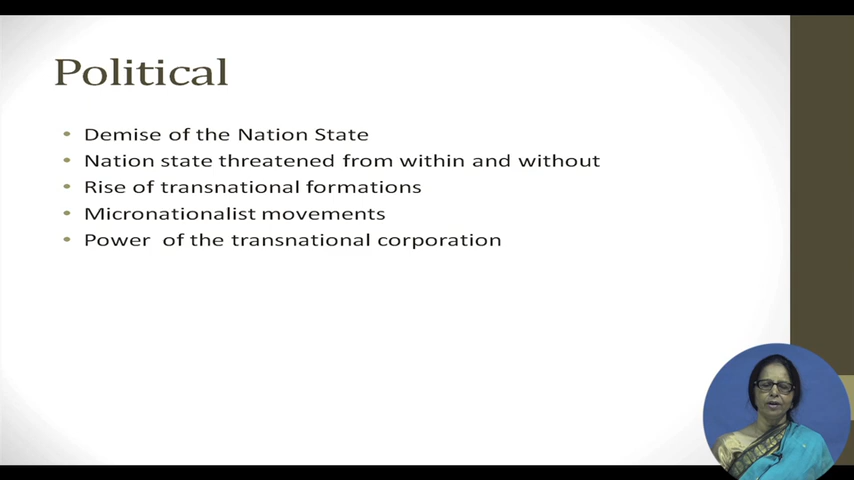 Political
Demise of the Nation State
Nation state threatened from within and without
Rise of transnational formations
Micronationalist movements
Power of the transnational corporation